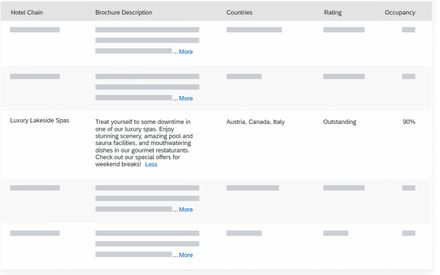 Hotel Chain Brochure Description Countries Rating Occupancy
... More
... More
Luxury Lakeside Spas Treat yourself to some downtime in Austria, Canada, Italy Outstanding 90%
one of our luxury spas. Enjoy
stunning scenery, amazing pool and
sauna facilities, and mouthwatering
dishes in our gourmet restaurants.
Check out our special offers for
weekend breaks! Less
... More
... More